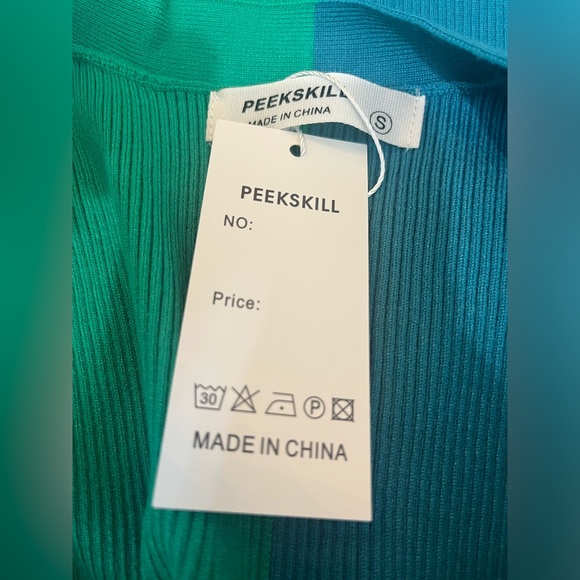 PEEKSKILL
MADE IN CHINA
S
PEEKSKILL
NO:
Price:
30 P
MADE IN CHINA